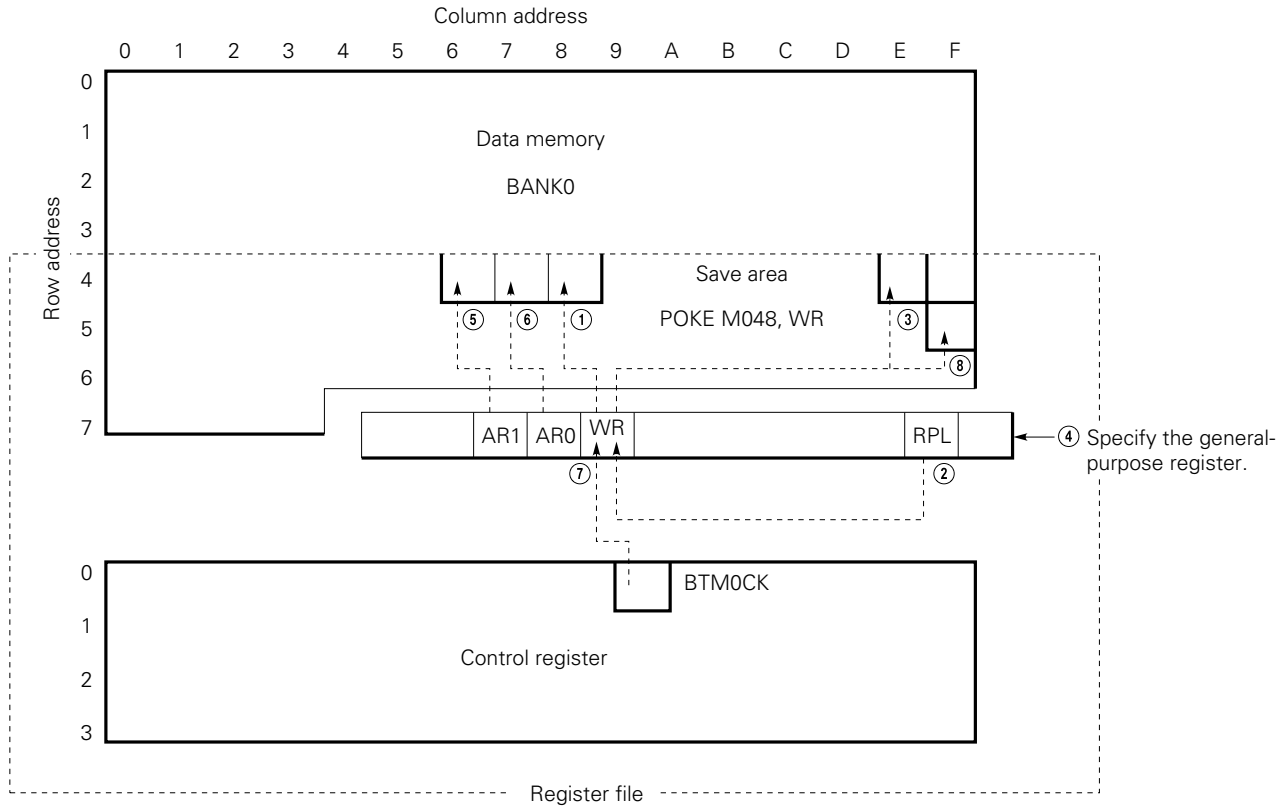 Column address
0 1 2 3 4 5 6 7 8 9 A B C D E F
0
1
Data memory
2
BANK0
3
Row address
4
Save area
⑤ ⑥ ① POKE M048, WR ③
5
⑧
6
7
AR1 AR0 WR RPL
④ Specify the general-
purpose register.
⑦ ②
0
BTM0CK
1
Control register
2
3
Register file